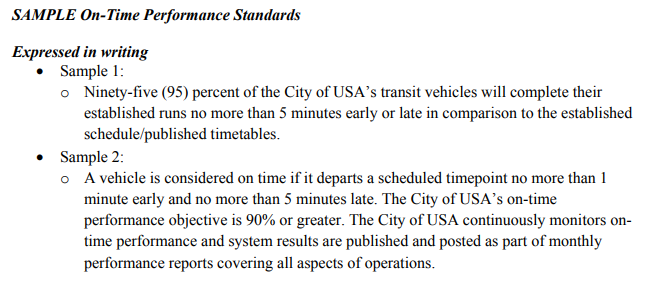 SAMPLE On-Time Performance Standards
Expressed in writing
• Sample 1:
o Ninety-five (95) percent of the City of USA’s transit vehicles will complete their
established runs no more than 5 minutes early or late in comparison to the established
schedule/published timetables.
• Sample 2:
o A vehicle is considered on time if it departs a scheduled timepoint no more than 1
minute early and no more than 5 minutes late. The City of USA’s on-time
performance objective is 90% or greater. The City of USA continuously monitors on-
time performance and system results are published and posted as part of monthly
performance reports covering all aspects of operations.